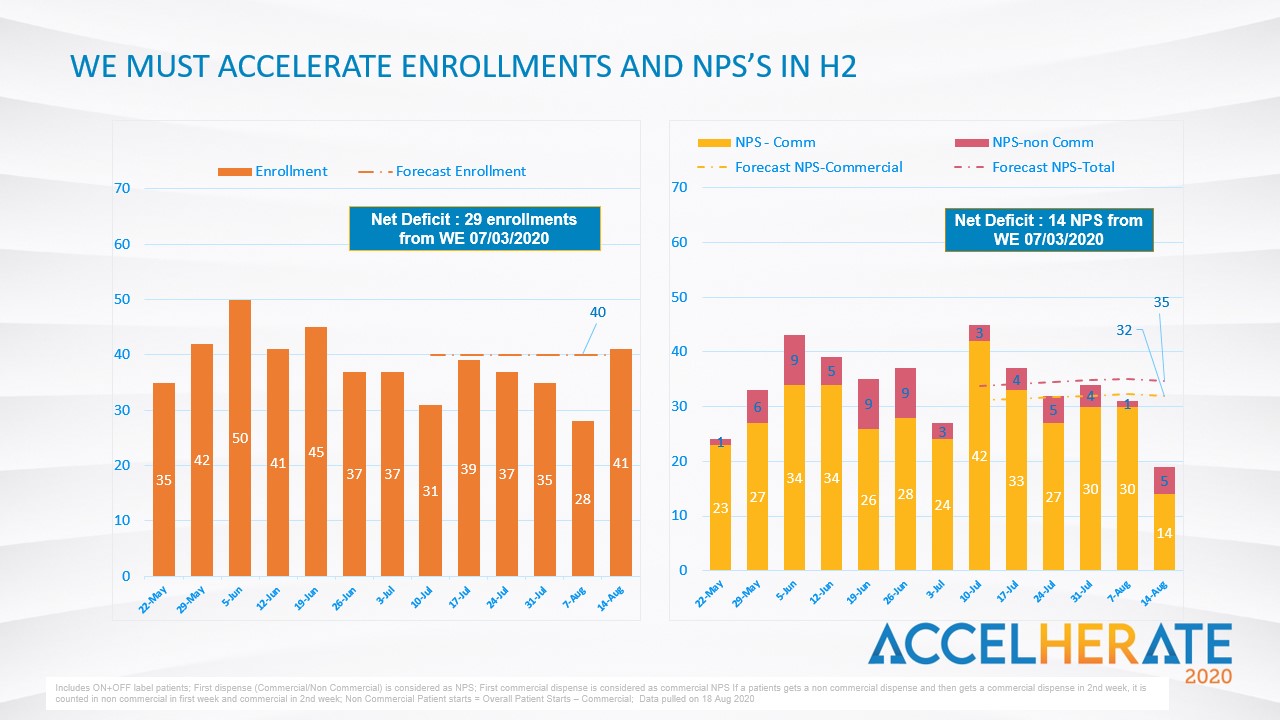 WE MUST ACCELERATE ENROLLMENTS AND NPS’S IN H2
Enrollment
Forecast Enrollment
Net Deficit : 29 enrollments
from WE 07/03/2020
70
60
50
40
30
20
10
0
40
35
42
50
41
45
37
37
31
39
37
35
28
41
22-May
29-May
5-Jun
12-Jun
19-Jun
26-Jun
3-Jul
10-Jul
17-Jul
24-Jul
31-Jul
7-Aug
14-Aug
NPS - Comm
NPS-non Comm
Forecast NPS-Commercial
Forecast NPS-Total
Net Deficit : 14 NPS from
WE 07/03/2020
70
60
50
40
30
20
10
0
35
32
1
6
9
5
9
9
3
3
4
5
4
1
5
23
27
34
34
26
28
24
42
33
27
30
30
14
22-May
29-May
5-Jun
12-Jun
19-Jun
26-Jun
3-Jul
10-Jul
17-Jul
24-Jul
31-Jul
7-Aug
14-Aug
ACCELHERATE
2020
Includes ON+OFF label patients; First dispense (Commercial/Non Commercial) is considered as NPS; First commercial dispense is considered as commercial NPS If a patients gets a non commercial dispense and then gets a commercial dispense in 2nd week, it is
counted in non commercial in first week and commercial in 2nd week; Non Commercial Patient starts = Overall Patient Starts – Commercial;  Data pulled on 18 Aug 2020